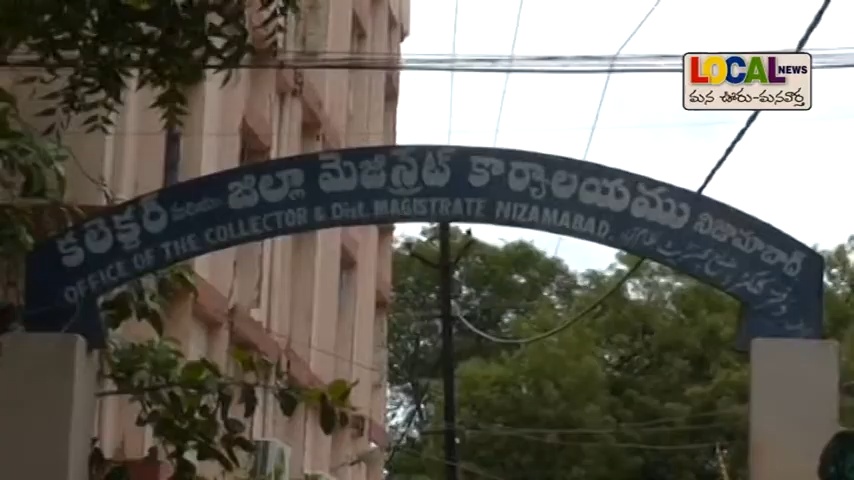 LOCAL NEWS
మన ఊరు-మనవార్త
కలెక్టర్ మరియు జిల్లా మెజిస్ట్రేట్ కార్యాలయము నిజామాబాద్
OFFICE OF THE COLLECTOR & Dist. MAGISTRATE NIZAMABAD.